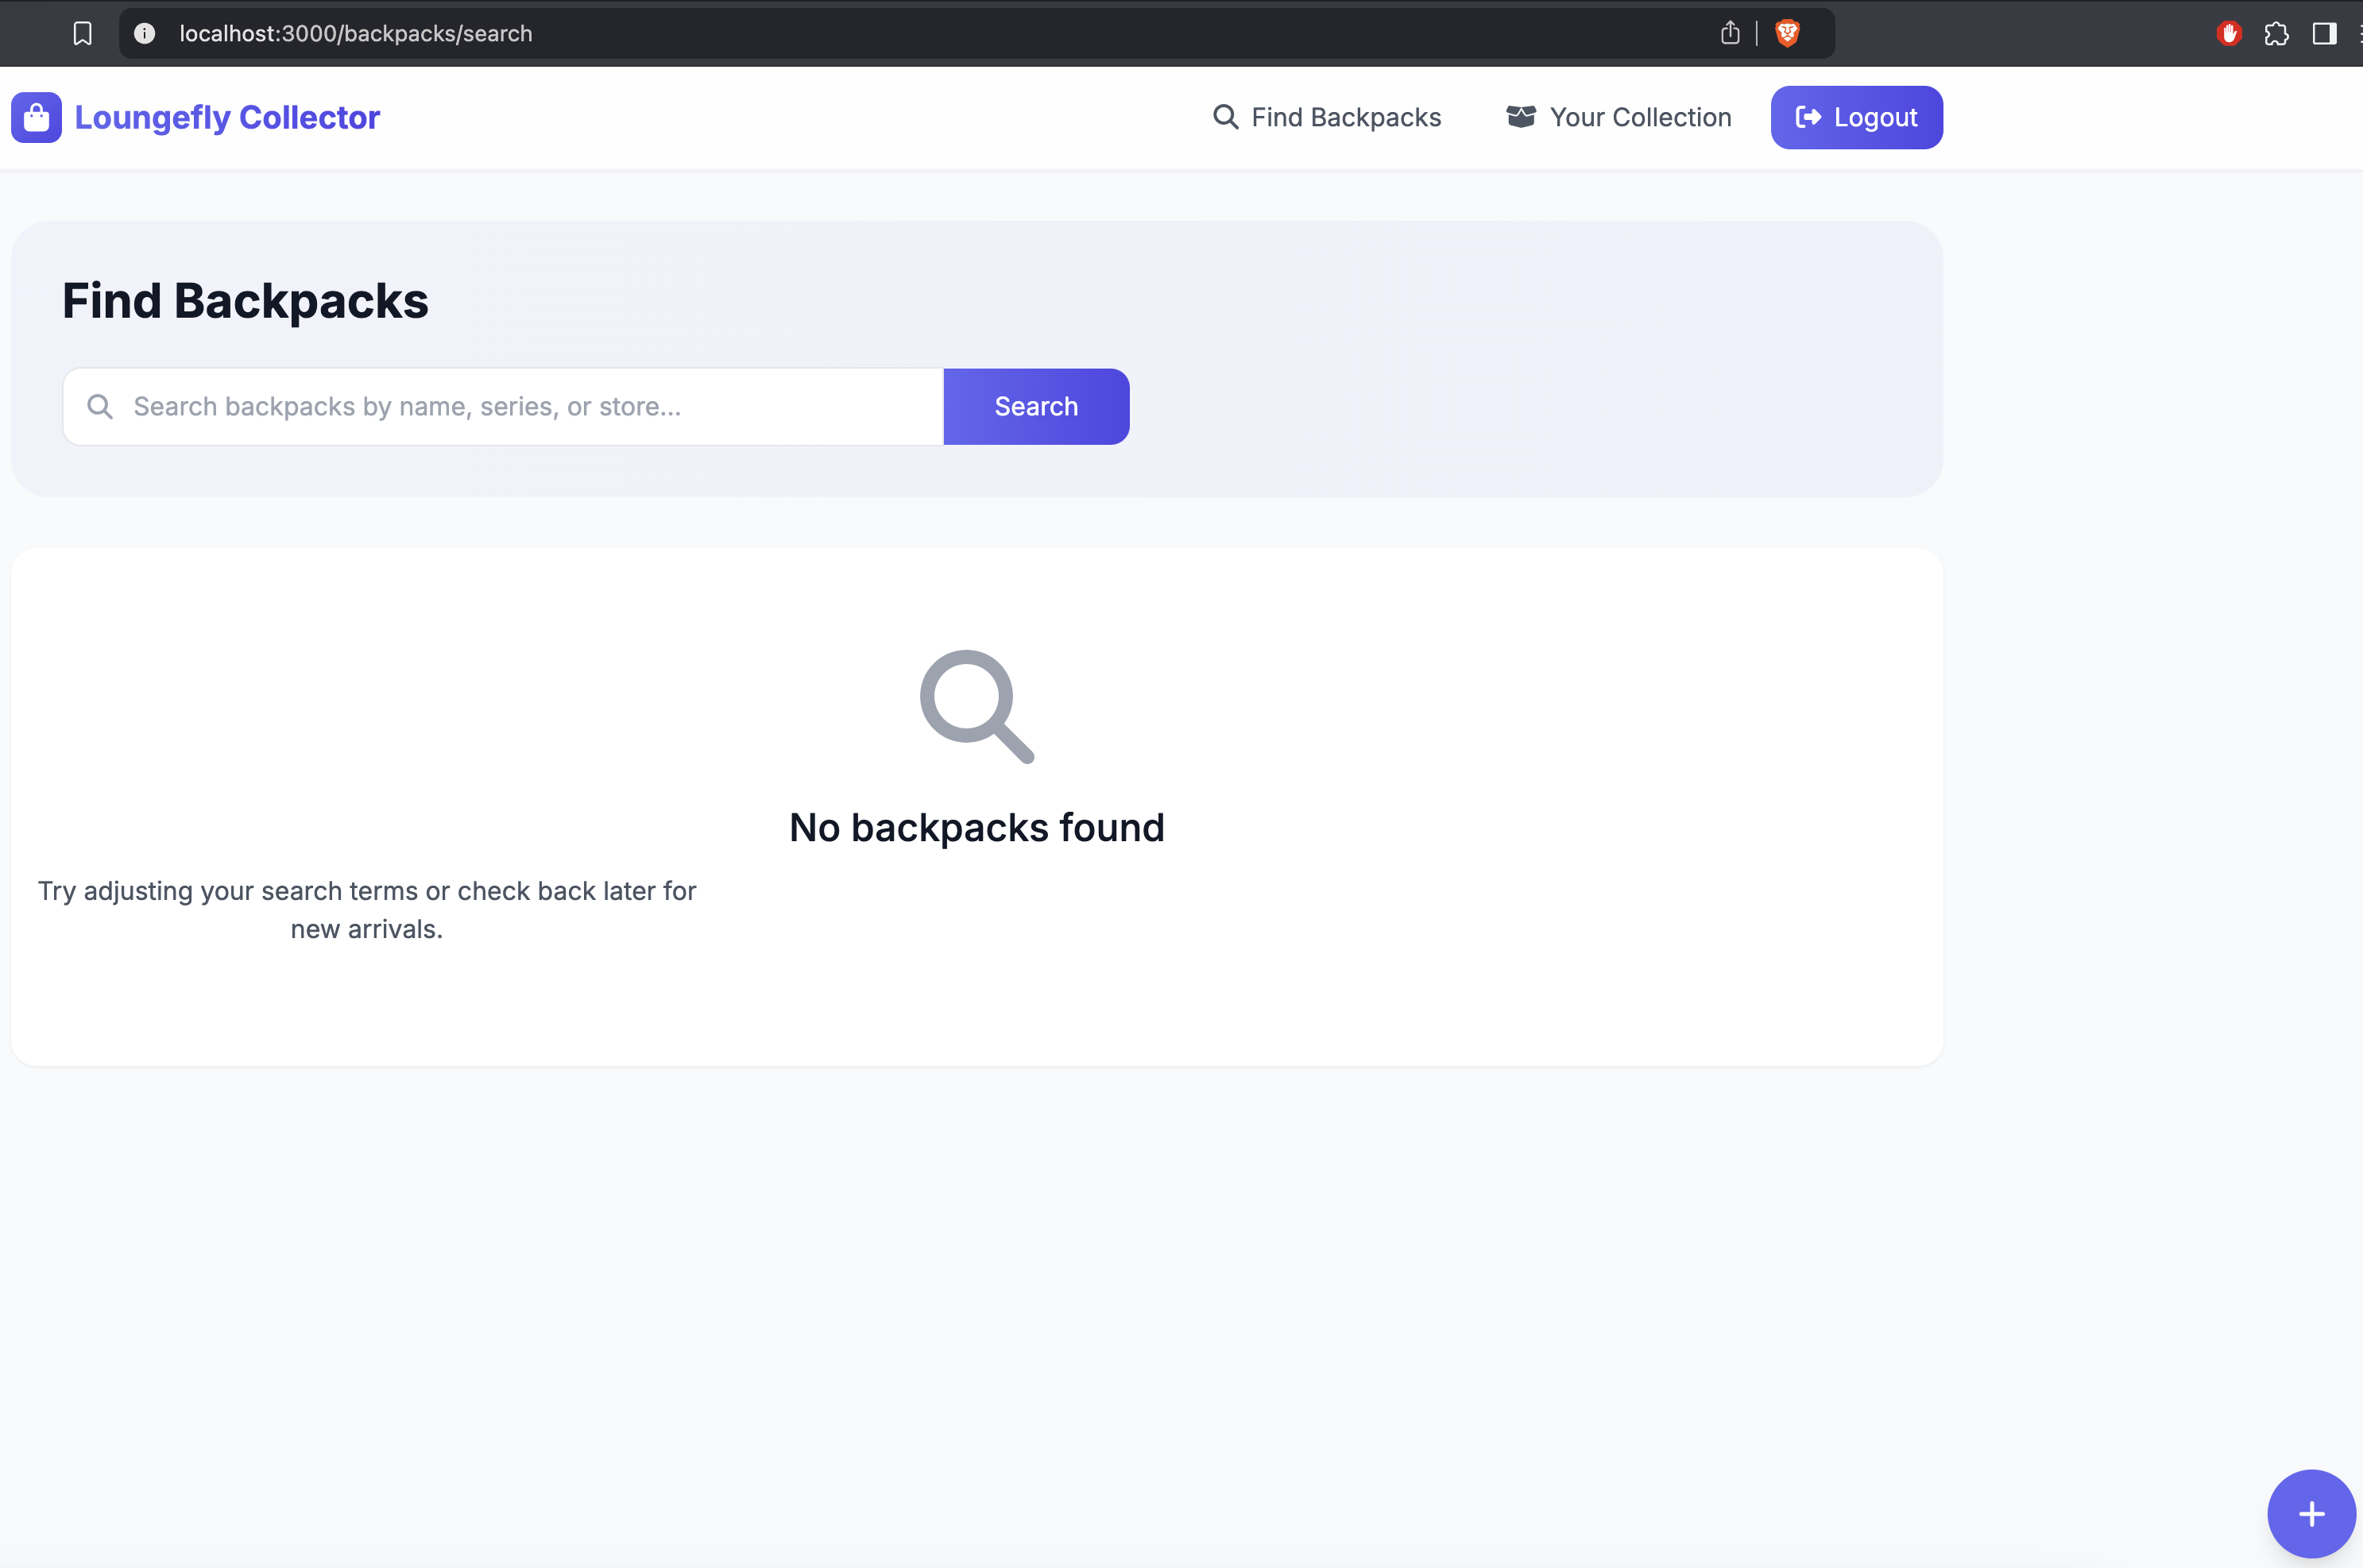 localhost:3000/backpacks/search
Loungefly Collector
Find Backpacks
Your Collection
Logout
Find Backpacks
Search backpacks by name, series, or store...
Search
No backpacks found
Try adjusting your search terms or check back later for
new arrivals.